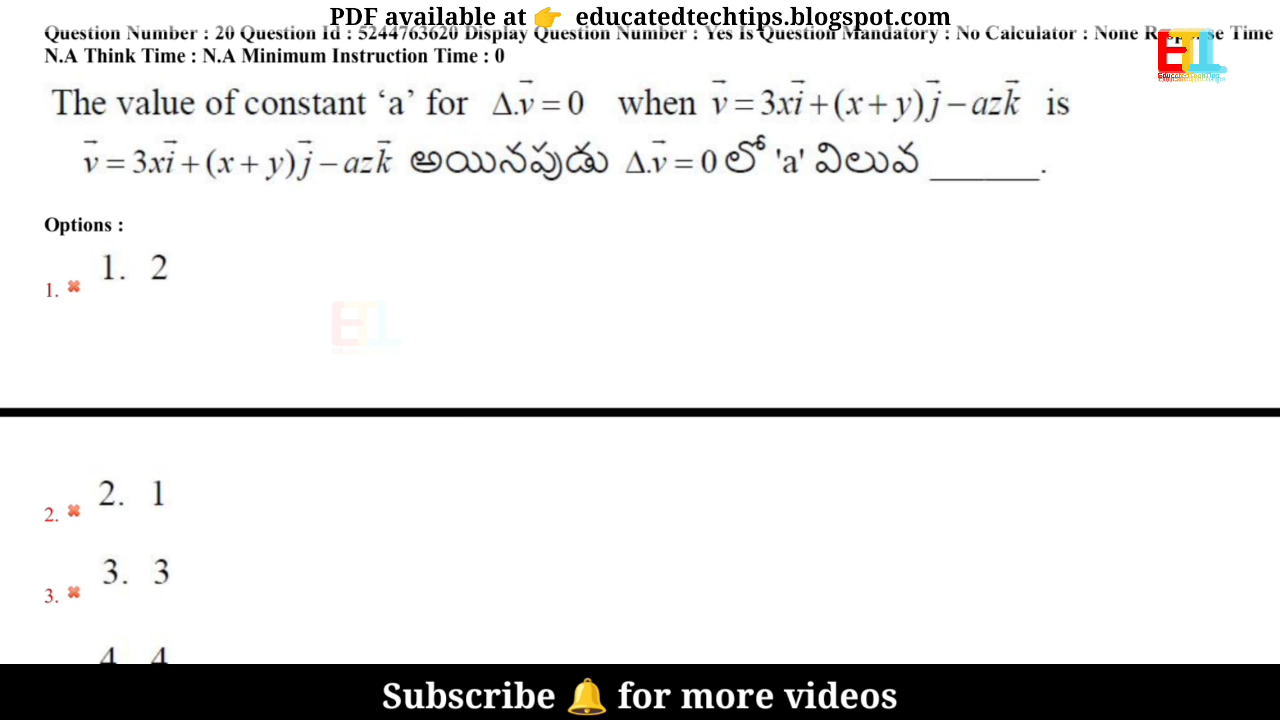 PDF available at 👉 educatedtechtips.blogspot.com
Question Number : 20 Question Id : 5244763620 Display Question Number : Yes Is Question Mandatory : No Calculator : None Response Time
N.A Think Time : N.A Minimum Instruction Time : 0
The value of constant ‘a’ for Δ.v⃗ = 0 when v⃗ = 3xi⃗ + (x + y)j⃗ − azk⃗ is
v⃗ = 3xi⃗ + (x + y)j⃗ − azk⃗ అయినపుడు Δ.v⃗ = 0 లో 'a' విలువ ______.
Options :
1. 2
1. ✖
2. 1
2. ✖
3. 3
3. ✖
4. 4
Subscribe 🔔 for more videos